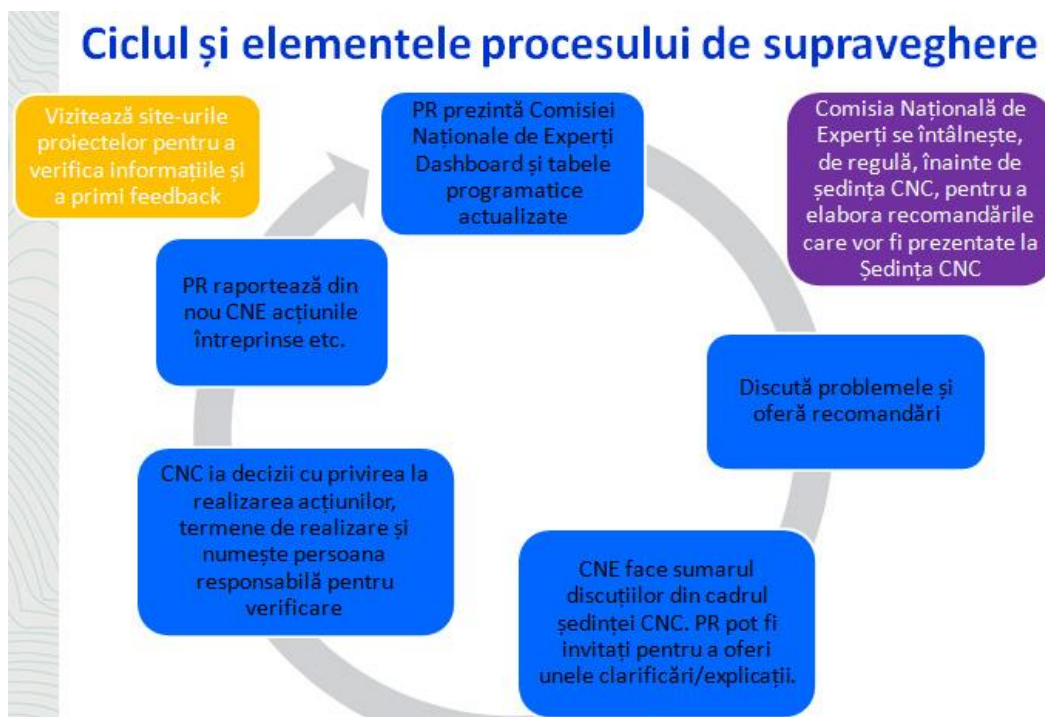 Ciclul și elementele procesului de supraveghere
Vizitează site-urile
proiectelor pentru a
verifica informațiile și
a primi feedback
PR prezintă Comisiei
Naționale de Experți
Dashboard și tabele
programatice
actualizate
Comisia Națională de
Experți se întâlnește,
de regulă, înainte de
ședința CNC, pentru a
elabora recomandările
care vor fi prezentate la
Ședința CNC
PR raportează din
nou CNE acțiunile
întreprinse etc.
Discută problemele și
oferă recomandări
CNC ia decizii cu privirea la
realizarea acțiunilor,
termene de realizare și
numește persoana
responsabilă pentru
verificare
CNE face sumarul
discuțiilor din cadrul
ședinței CNC. PR pot fi
invitați pentru a oferi
unele clarificări/explicații.